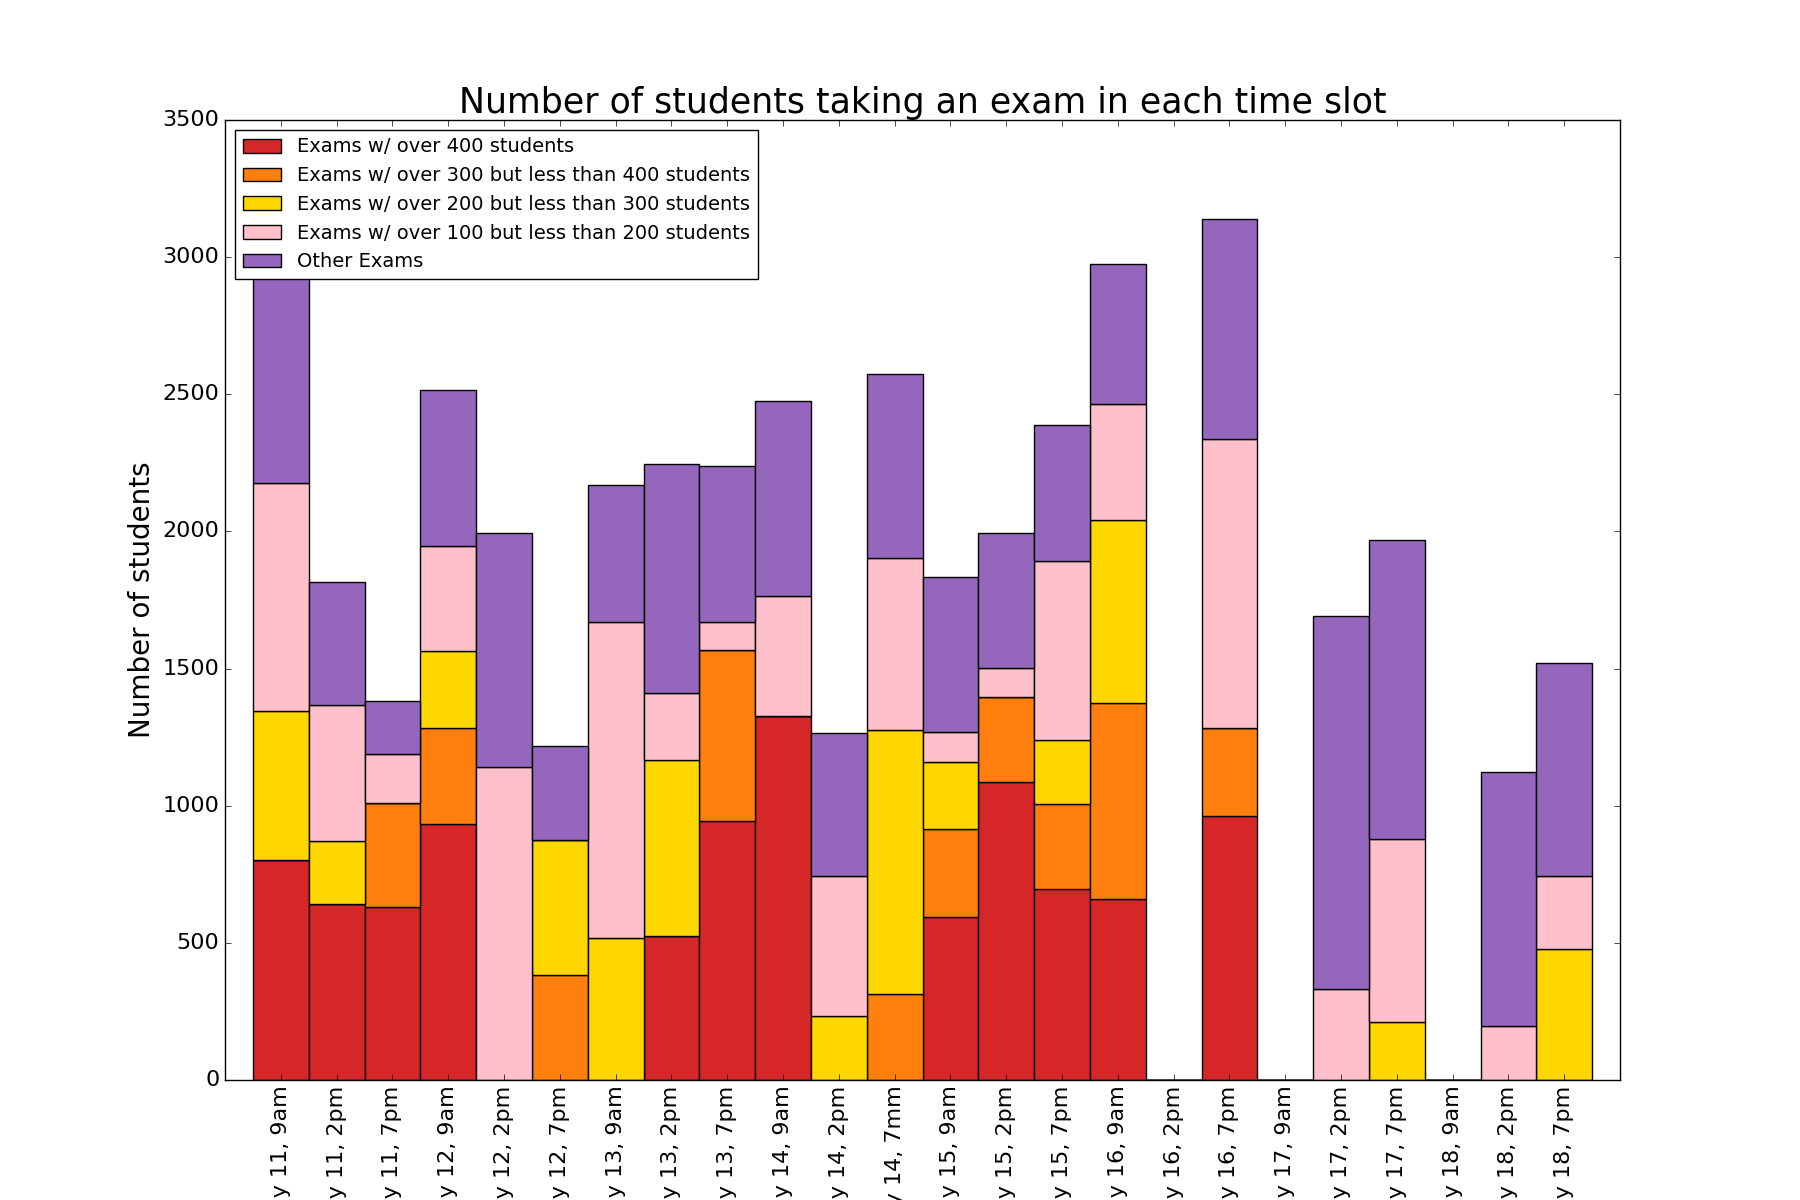 Number of students taking an exam in each time slot
Exams w/ over 400 students
Exams w/ over 300 but less than 400 students
Exams w/ over 200 but less than 300 students
Exams w/ over 100 but less than 200 students
Other Exams
Number of students
3500
3000
2500
2000
1500
1000
500
0
y 11, 9am
y 11, 2pm
y 11, 7pm
y 12, 9am
y 12, 2pm
y 12, 7pm
y 13, 9am
y 13, 2pm
y 13, 7pm
y 14, 9am
y 14, 2pm
y 14, 7mm
y 15, 9am
y 15, 2pm
y 15, 7pm
y 16, 9am
y 16, 2pm
y 16, 7pm
y 17, 9am
y 17, 2pm
y 17, 7pm
y 18, 9am
y 18, 2pm
y 18, 7pm